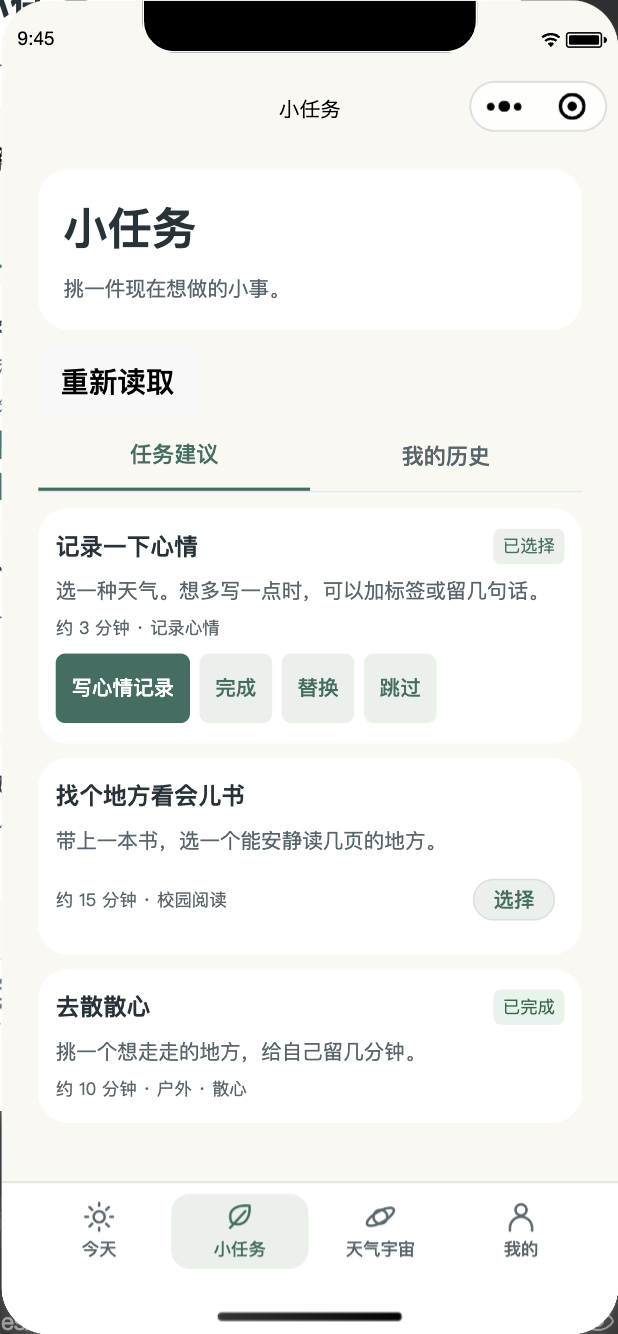 9:45
小任务
小任务
挑一件现在想做的小事。
重新读取
任务建议 我的历史
记录一下心情 已选择
选一种天气。想多写一点时，可以加标签或留几句话。
约 3 分钟 · 记录心情
写心情记录 完成 替换 跳过
找个地方看会儿书
带上一本书，选一个能安静读几页的地方。
约 15 分钟 · 校园阅读 选择
去散散心 已完成
挑一个想走走的地方，给自己留几分钟。
约 10 分钟 · 户外 · 散心
今天 小任务 天气宇宙 我的